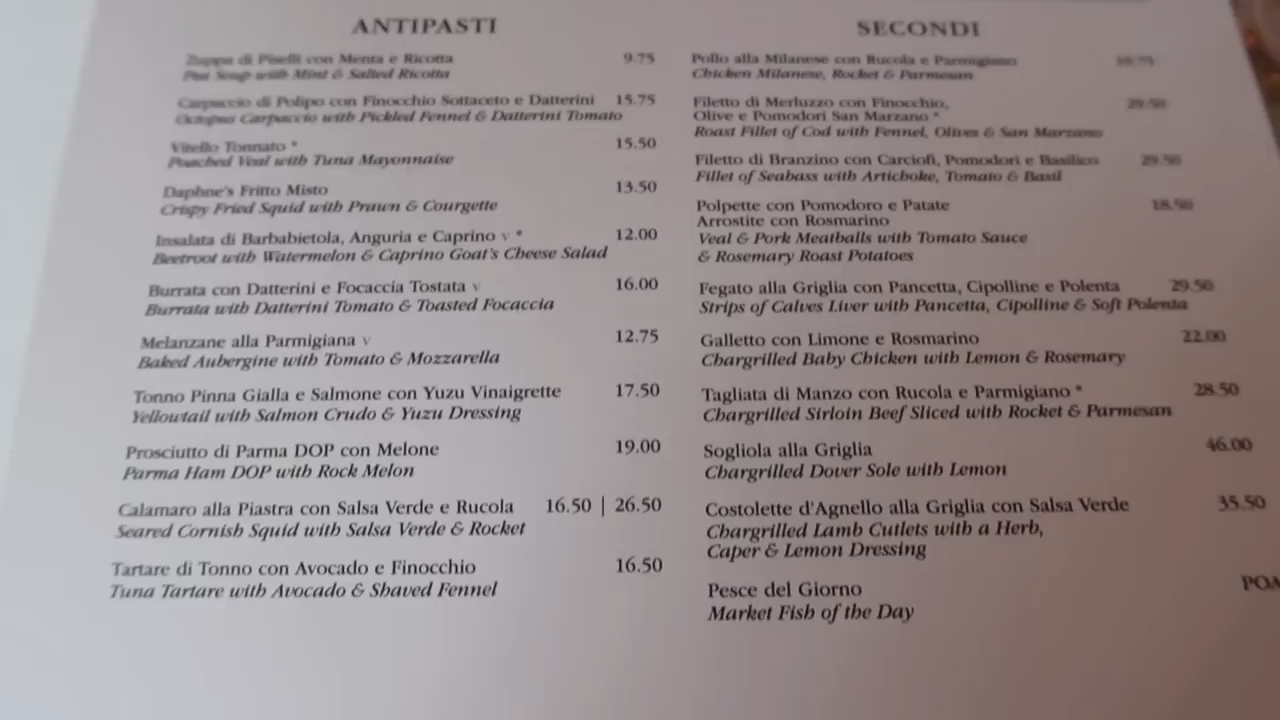 ANTIPASTI
Zuppa di Piselli con Menta e Ricotta 9.75
Pea Soup with Mint & Salted Ricotta
Carpaccio di Polipo con Finocchio Sottaceto e Datterini 15.75
Octopus Carpaccio with Pickled Fennel & Datterini Tomato
Vitello Tonnato * 15.50
Poached Veal with Tuna Mayonnaise
Daphne's Fritto Misto 13.50
Crispy Fried Squid with Prawn & Courgette
Insalata di Barbabietola, Anguria e Caprino v * 12.00
Beetroot with Watermelon & Caprino Goat's Cheese Salad
Burrata con Datterini e Focaccia Tostata v 16.00
Burrata with Datterini Tomato & Toasted Focaccia
Melanzane alla Parmigiana v 12.75
Baked Aubergine with Tomato & Mozzarella
Tonno Pinna Gialla e Salmone con Yuzu Vinaigrette 17.50
Yellowtail with Salmon Crudo & Yuzu Dressing
Prosciutto di Parma DOP con Melone 19.00
Parma Ham DOP with Rock Melon
Calamaro alla Piastra con Salsa Verde e Rucola 16.50 | 26.50
Seared Cornish Squid with Salsa Verde & Rocket
Tartare di Tonno con Avocado e Finocchio 16.50
Tuna Tartare with Avocado & Shaved Fennel
SECONDI
Pollo alla Milanese con Rucola e Parmigiano
Chicken Milanese, Rocket & Parmesan
Filetto di Merluzzo con Finocchio,
Olive e Pomodori San Marzano *
Roast Fillet of Cod with Fennel, Olives & San Marzano
Filetto di Branzino con Carciofi, Pomodori e Basilico 29.50
Fillet of Seabass with Artichoke, Tomato & Basil
Polpette con Pomodoro e Patate 18.50
Arrostite con Rosmarino
Veal & Pork Meatballs with Tomato Sauce
& Rosemary Roast Potatoes
Fegato alla Griglia con Pancetta, Cipolline e Polenta 29.50
Strips of Calves Liver with Pancetta, Cipolline & Soft Polenta
Galletto con Limone e Rosmarino 22.00
Chargrilled Baby Chicken with Lemon & Rosemary
Tagliata di Manzo con Rucola e Parmigiano * 28.50
Chargrilled Sirloin Beef Sliced with Rocket & Parmesan
Sogliola alla Griglia 46.00
Chargrilled Dover Sole with Lemon
Costolette d'Agnello alla Griglia con Salsa Verde 35.50
Chargrilled Lamb Cutlets with a Herb,
Caper & Lemon Dressing
Pesce del Giorno
Market Fish of the Day